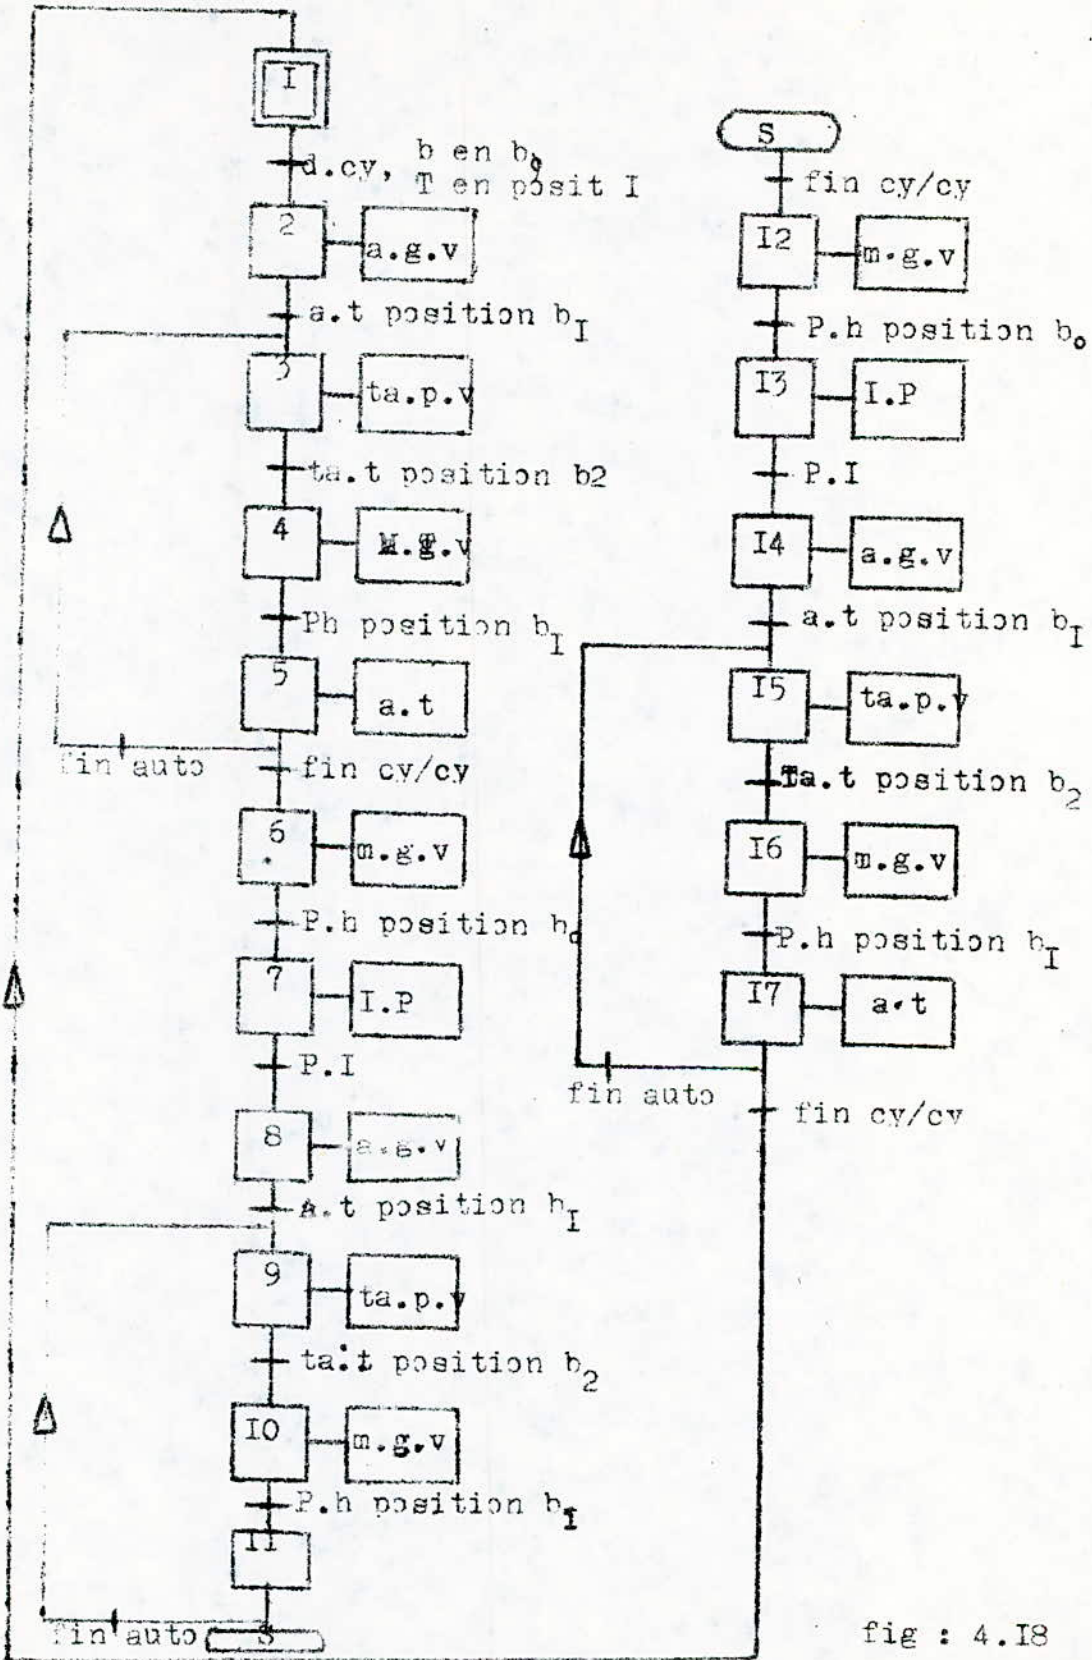 I
d.cy, b en b0
T en posit I
2 a.g.v
a.t position bI
3 ta.p.v
ta.t position b2
4 M.g.v
Ph position bI
5 a.t
fin auto fin cy/cy
6 m.g.v
P.h position b0
7 I.P
P.I
8 a.g.v
A.t position bI
9 ta.p.v
ta.t position b2
IO m.g.v
P.h position bI
II
fin auto S
S
fin cy/cy
I2 m.g.v
P.h position bo
I3 I.P
P.I
I4 a.g.v
a.t position bI
I5 ta.p.v
Ta.t position b2
I6 m.g.v
P.h position bI
I7 a.t
fin auto fin cy/cy
fig : 4.I8